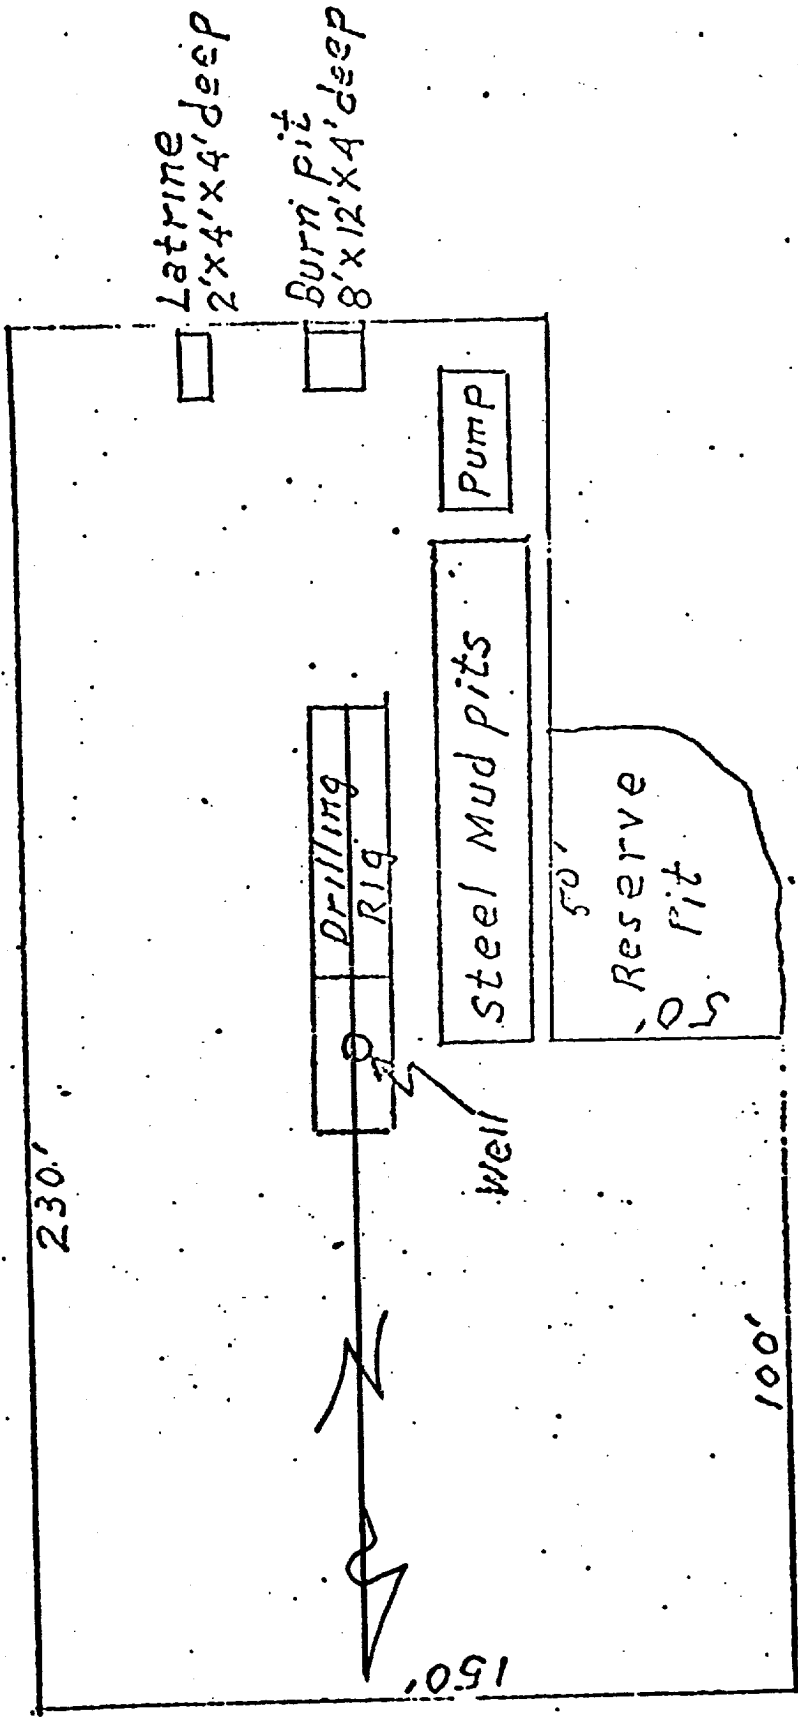 Latrine
2'x4'x4' deep
Burn pit
8'x12'x4' deep
230.'
Pump
Drilling
Rig
Steel Mud pits
50'
Reserve
Pit
50'
Well
N
100'
150'